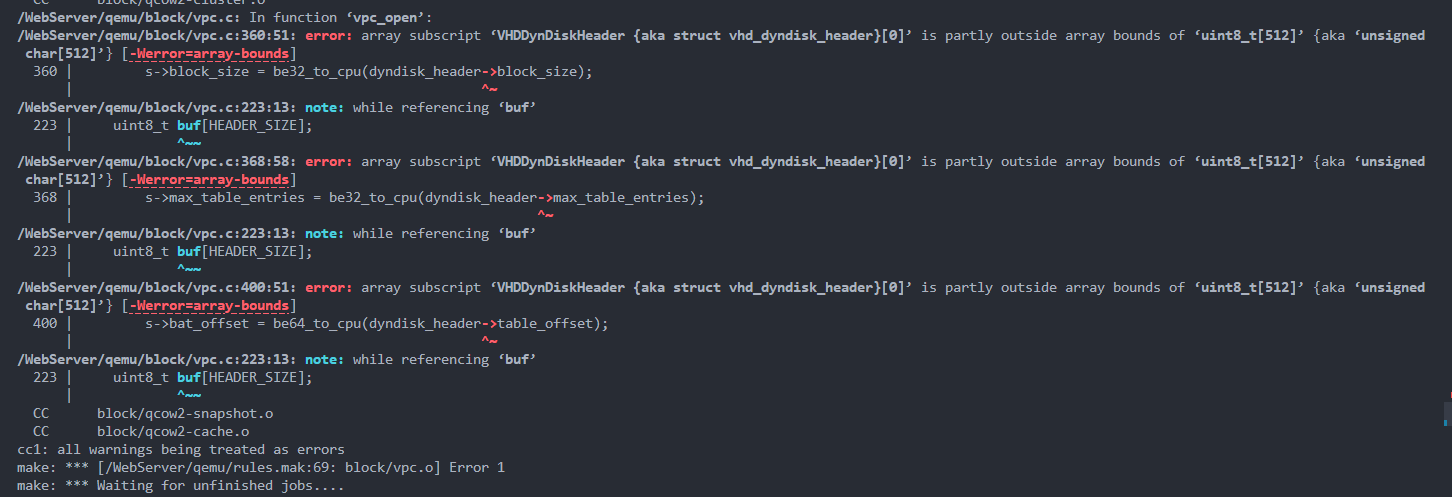 CC      block/qcow2-cluster.o
/WebServer/qemu/block/vpc.c: In function ‘vpc_open’:
/WebServer/qemu/block/vpc.c:360:51: error: array subscript ‘VHDDynDiskHeader {aka struct vhd_dyndisk_header}[0]’ is partly outside array bounds of ‘uint8_t[512]’ {aka ‘unsigned
char[512]’} [-Werror=array-bounds]
360 |         s->block_size = be32_to_cpu(dyndisk_header->block_size);
|                                                   ^~
/WebServer/qemu/block/vpc.c:223:13: note: while referencing ‘buf’
223 |     uint8_t buf[HEADER_SIZE];
|             ^~~
/WebServer/qemu/block/vpc.c:368:58: error: array subscript ‘VHDDynDiskHeader {aka struct vhd_dyndisk_header}[0]’ is partly outside array bounds of ‘uint8_t[512]’ {aka ‘unsigned
char[512]’} [-Werror=array-bounds]
368 |         s->max_table_entries = be32_to_cpu(dyndisk_header->max_table_entries);
|                                                          ^~
/WebServer/qemu/block/vpc.c:223:13: note: while referencing ‘buf’
223 |     uint8_t buf[HEADER_SIZE];
|             ^~~
/WebServer/qemu/block/vpc.c:400:51: error: array subscript ‘VHDDynDiskHeader {aka struct vhd_dyndisk_header}[0]’ is partly outside array bounds of ‘uint8_t[512]’ {aka ‘unsigned
char[512]’} [-Werror=array-bounds]
400 |         s->bat_offset = be64_to_cpu(dyndisk_header->table_offset);
|                                                   ^~
/WebServer/qemu/block/vpc.c:223:13: note: while referencing ‘buf’
223 |     uint8_t buf[HEADER_SIZE];
|             ^~~
CC      block/qcow2-snapshot.o
CC      block/qcow2-cache.o
cc1: all warnings being treated as errors
make: *** [/WebServer/qemu/rules.mak:69: block/vpc.o] Error 1
make: *** Waiting for unfinished jobs....